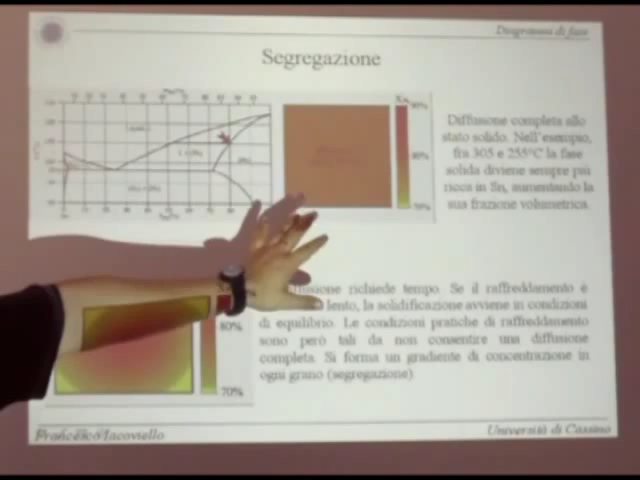 Diagrammi di fase
Segregazione
Diffusione completa allo
stato solido. Nell'esempio,
fra 305 e 255°C la fase
solida diviene sempre più
ricca in Sn, aumentando la
sua frazione volumetrica.
richiede tempo. Se il raffreddamento è
lento, la solidificazione avviene in condizioni
di equilibrio. Le condizioni pratiche di raffreddamento
sono però tali da non consentire una diffusione
completa. Si forma un gradiente di concentrazione in
ogni grano (segregazione)
80%
70%
Francesco Iacoviello
Università di Cassino